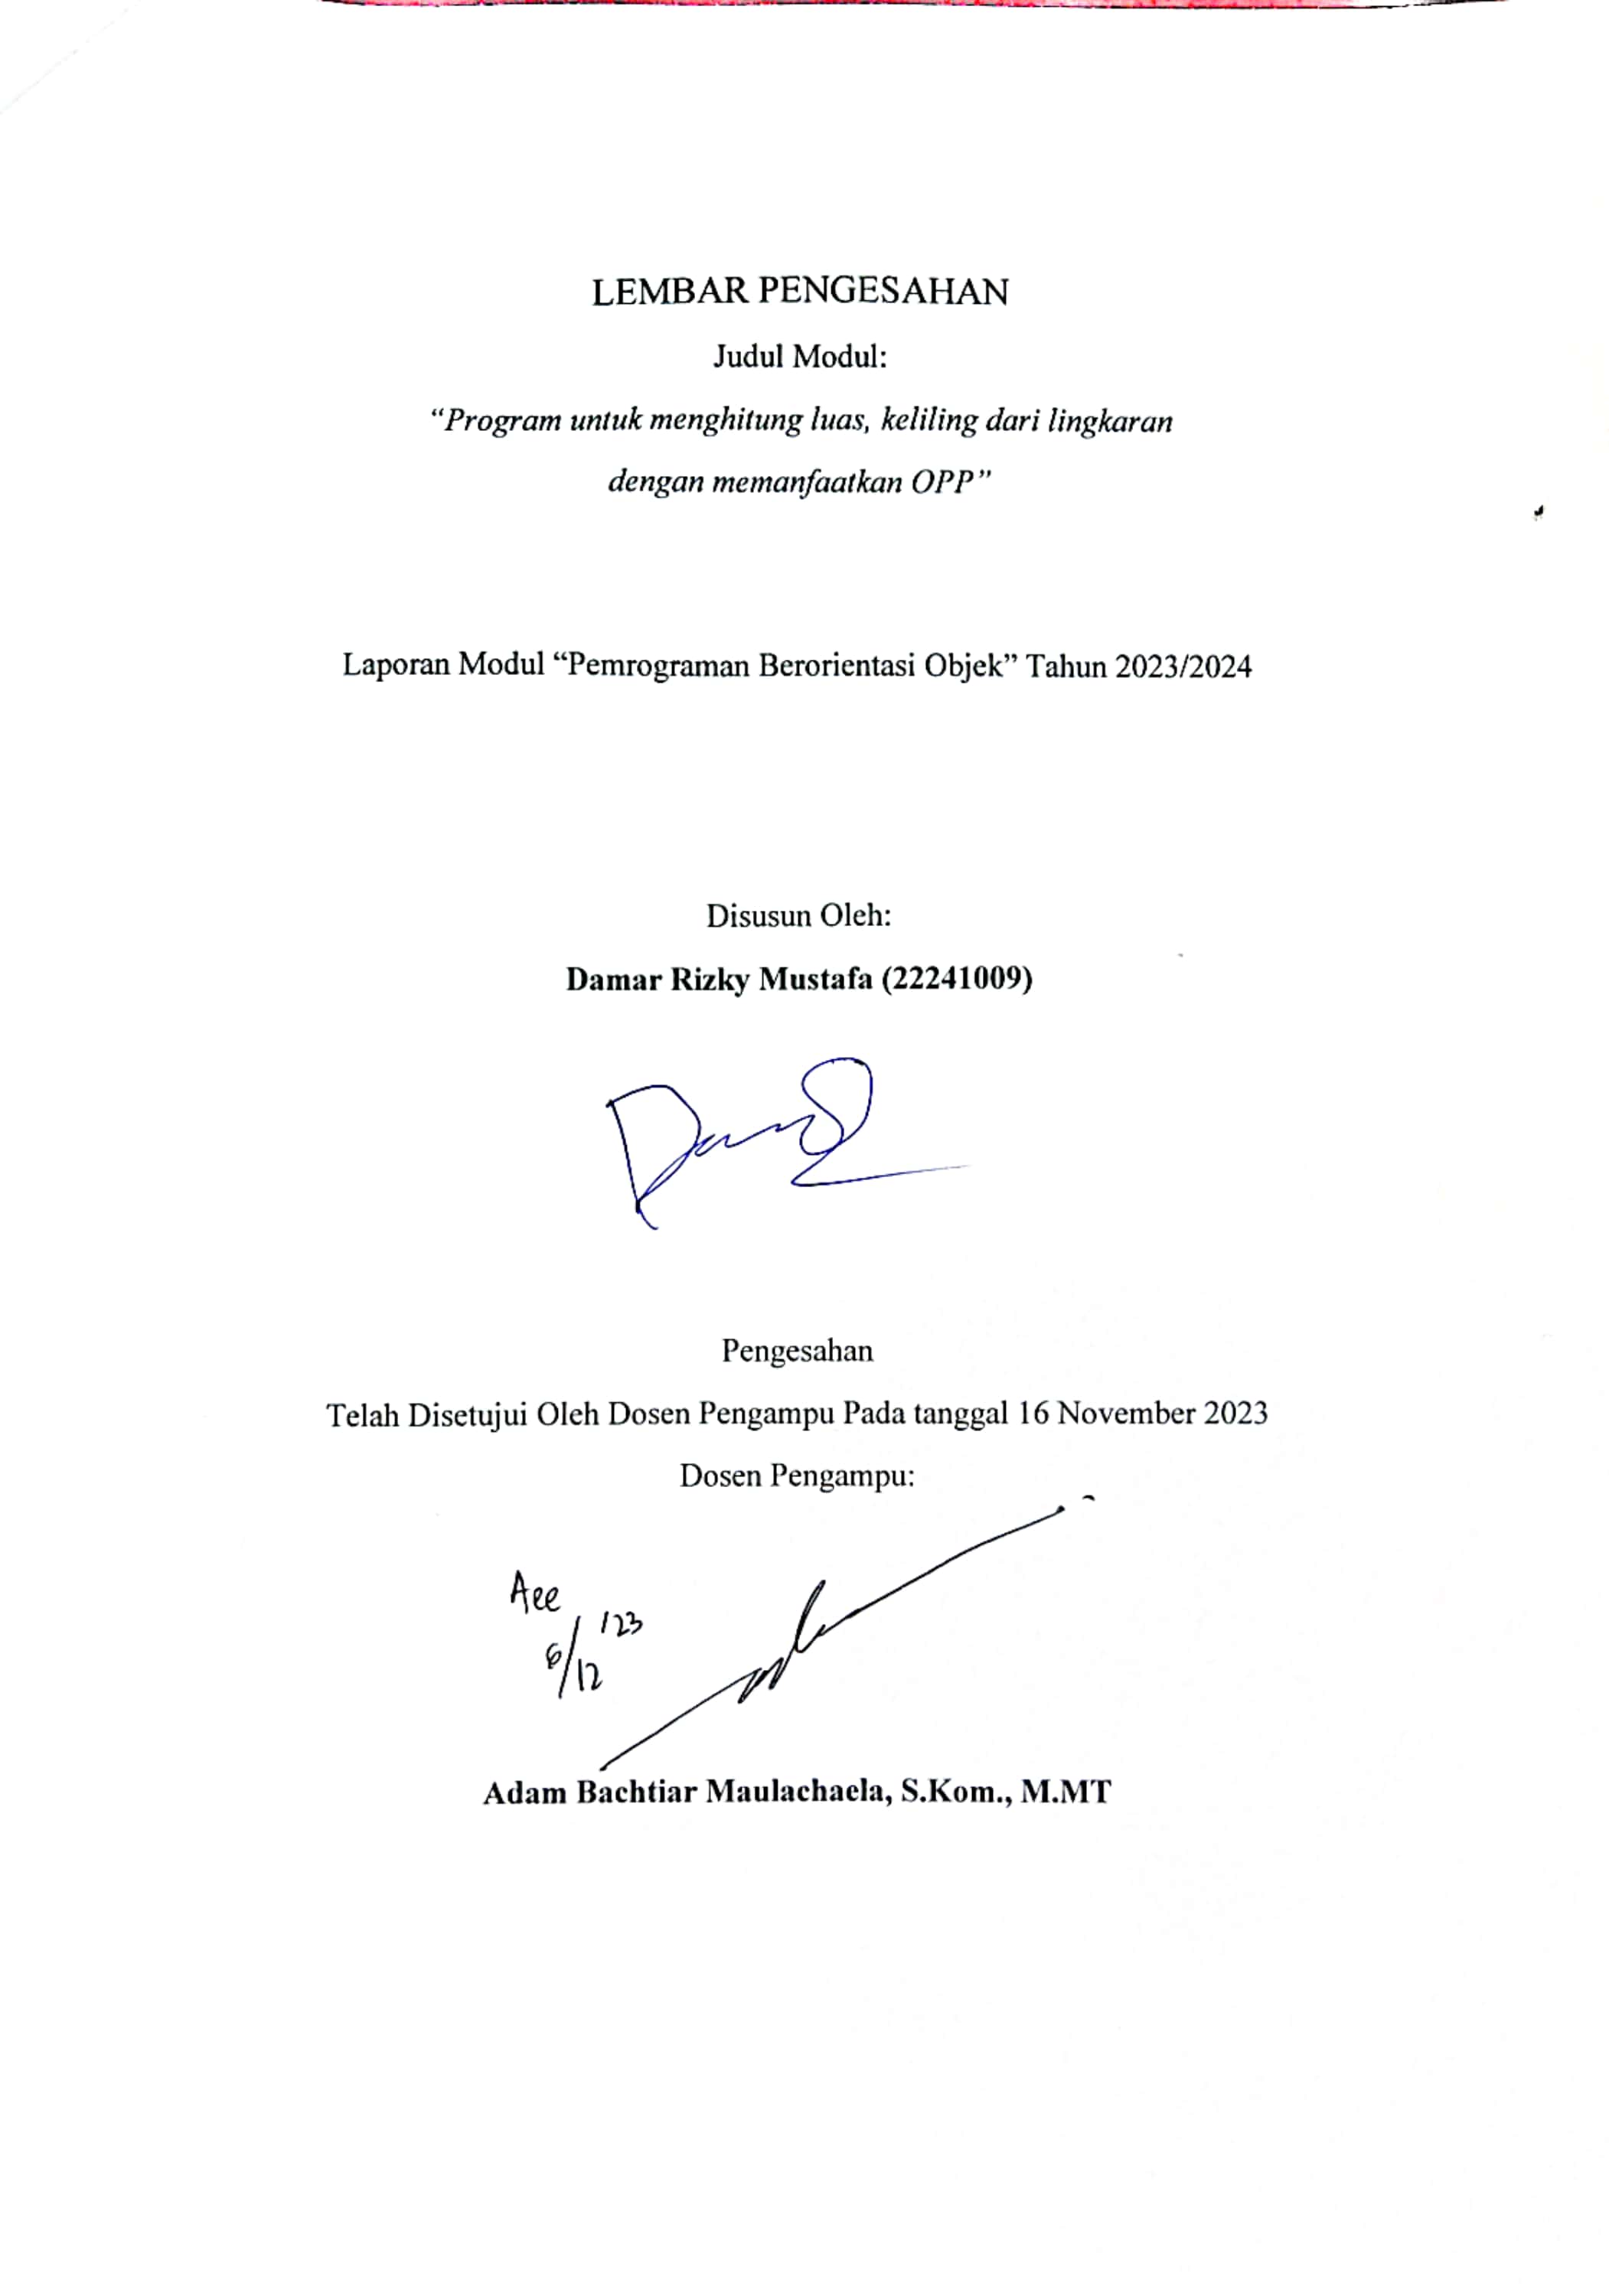 LEMBAR PENGESAHAN
Judul Modul:
“Program untuk menghitung luas, keliling dari lingkaran
dengan memanfaatkan OPP”
Laporan Modul “Pemrograman Berorientasi Objek” Tahun 2023/2024
Disusun Oleh:
Damar Rizky Mustafa (22241009)
Pengesahan
Telah Disetujui Oleh Dosen Pengampu Pada tanggal 16 November 2023
Dosen Pengampu:
Acc
6/12 '23
Adam Bachtiar Maulachaela, S.Kom., M.MT